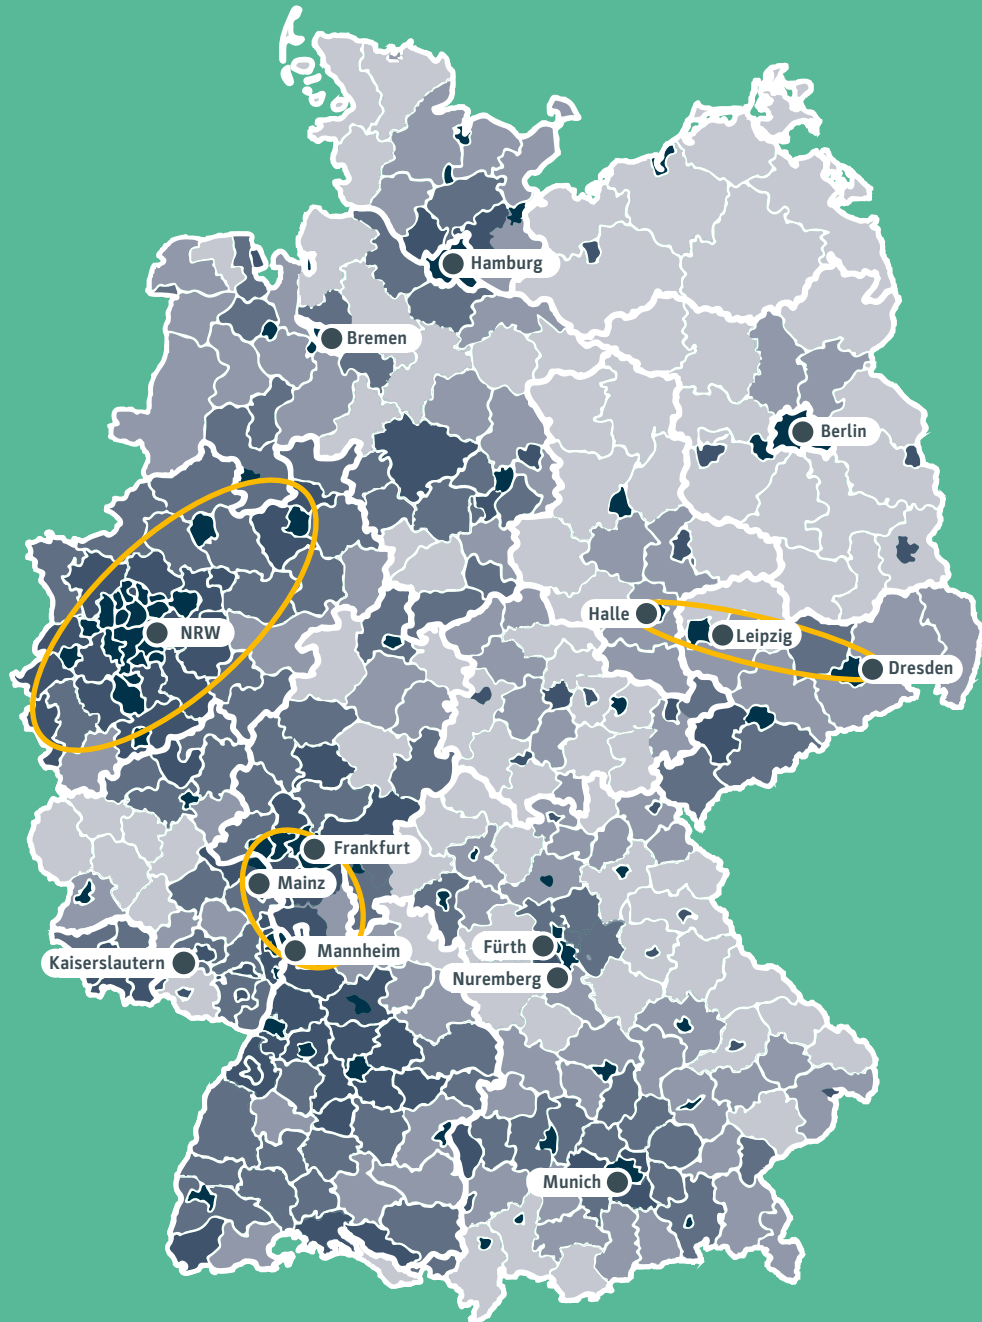 Hamburg
Bremen
Berlin
NRW
Halle
Leipzig
Dresden
Frankfurt
Mainz
Mannheim
Kaiserslautern
Fürth
Nuremberg
Munich